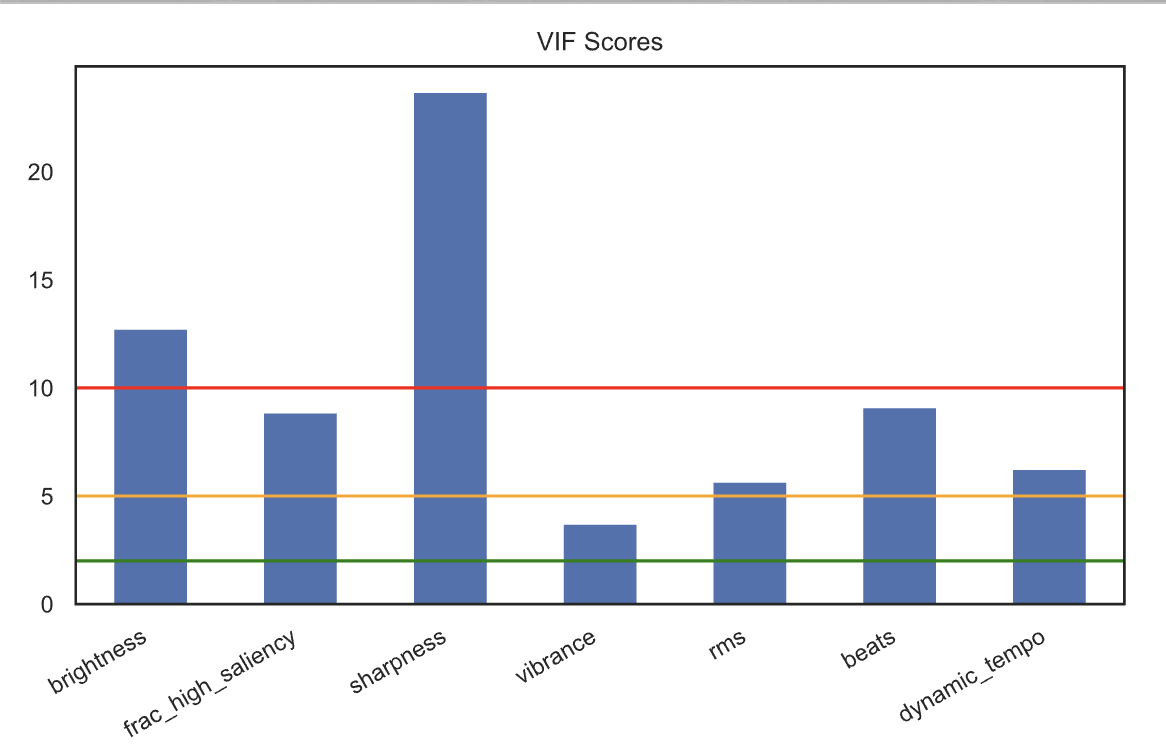 VIF Scores
20
15
10
5
0
brightness
frac_high_saliency
sharpness
vibrance
rms
beats
dynamic_tempo